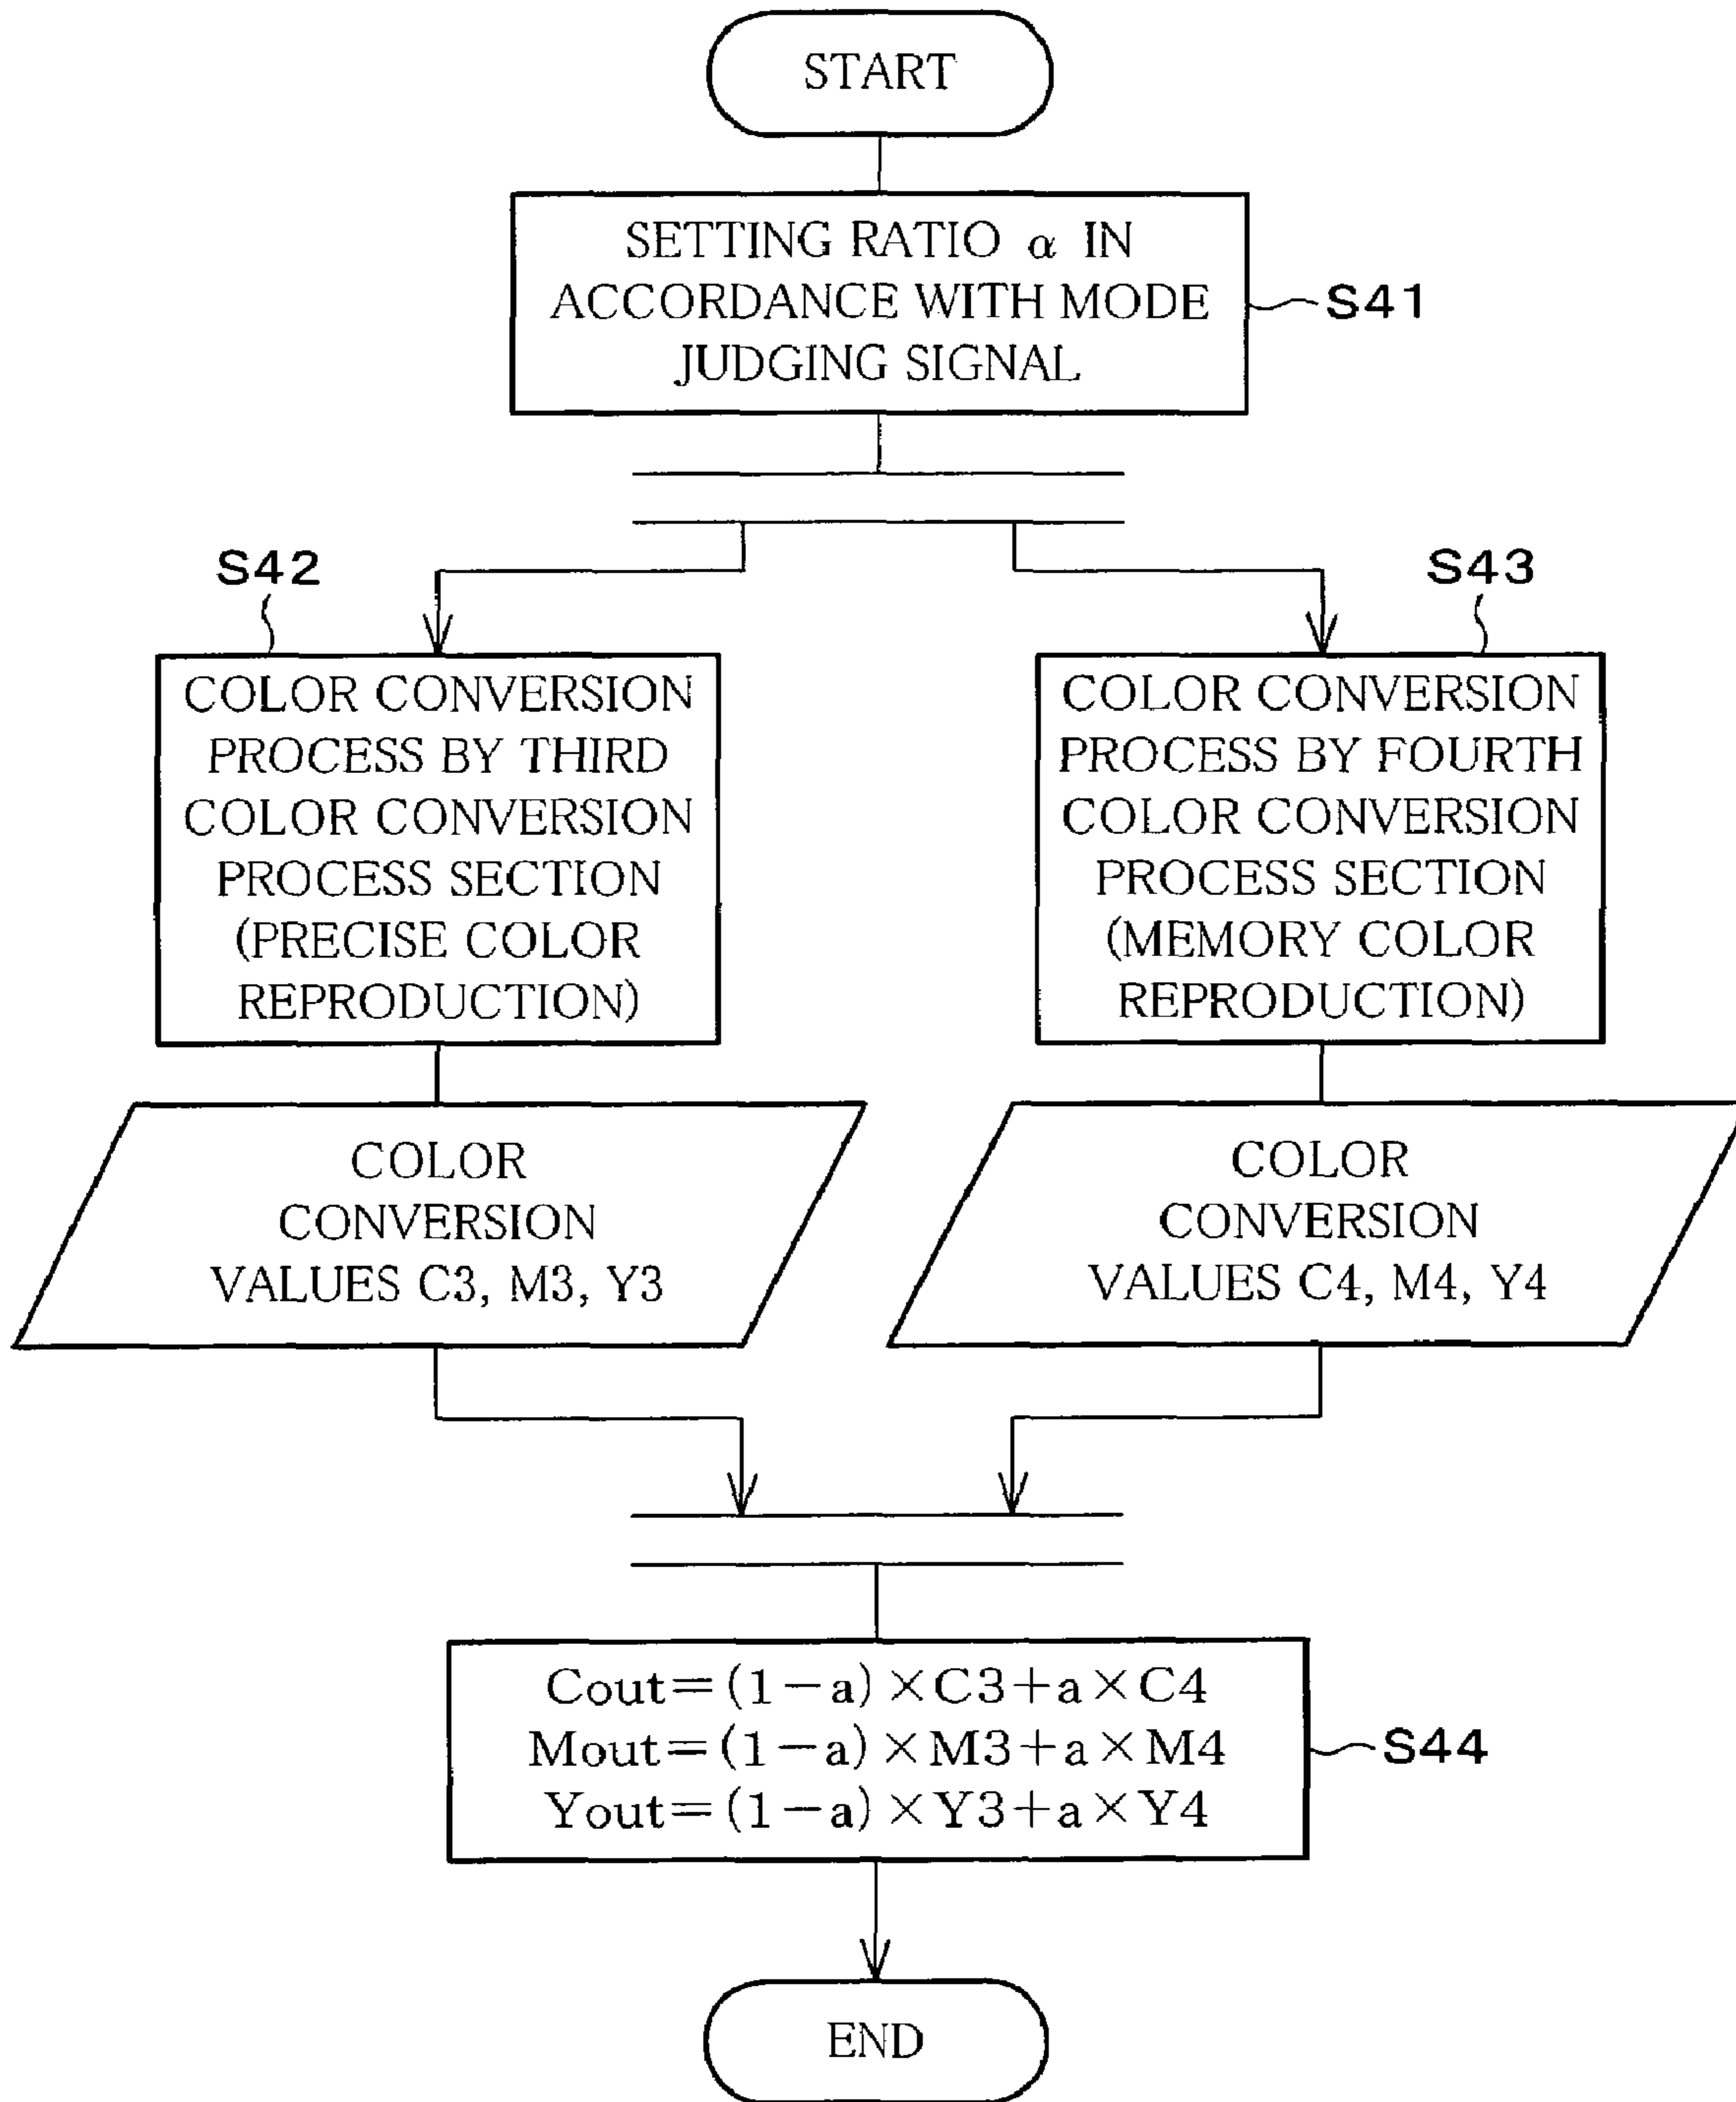 START
SETTING RATIO α IN
ACCORDANCE WITH MODE
JUDGING SIGNAL
S41
S42
COLOR CONVERSION
PROCESS BY THIRD
COLOR CONVERSION
PROCESS SECTION
(PRECISE COLOR
REPRODUCTION)
S43
COLOR CONVERSION
PROCESS BY FOURTH
COLOR CONVERSION
PROCESS SECTION
(MEMORY COLOR
REPRODUCTION)
COLOR
CONVERSION
VALUES C3, M3, Y3
COLOR
CONVERSION
VALUES C4, M4, Y4
Cout=(1-a)×C3+a×C4
Mout=(1-a)×M3+a×M4
Yout=(1-a)×Y3+a×Y4
S44
END